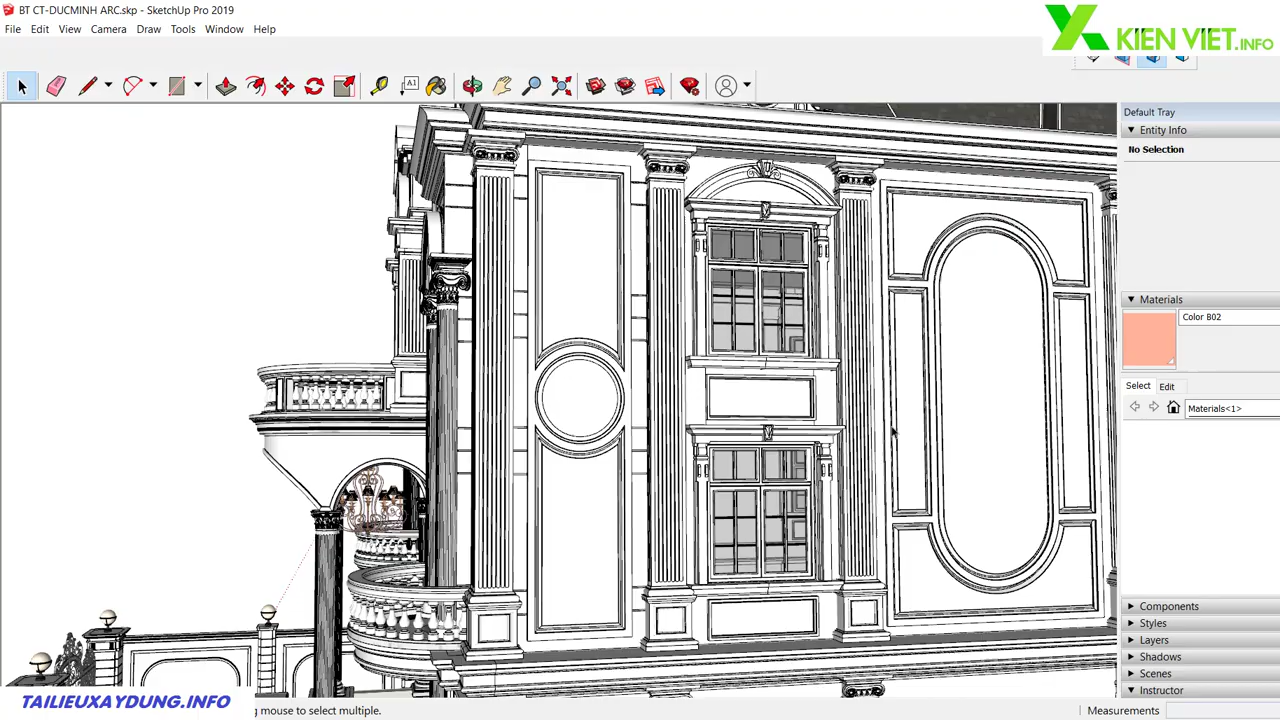 BT CT-DUCMINH ARC.skp - SketchUp Pro 2019
File Edit View Camera Draw Tools Window Help
KIEN VIET.INFO
A1
Default Tray
Entity Info
No Selection
Materials
Color B02
Select Edit
Materials<1>
Components
Styles
Layers
Shadows
Scenes
Instructor
TAILIEUXAYDUNG.INFO
g mouse to select multiple.
Measurements